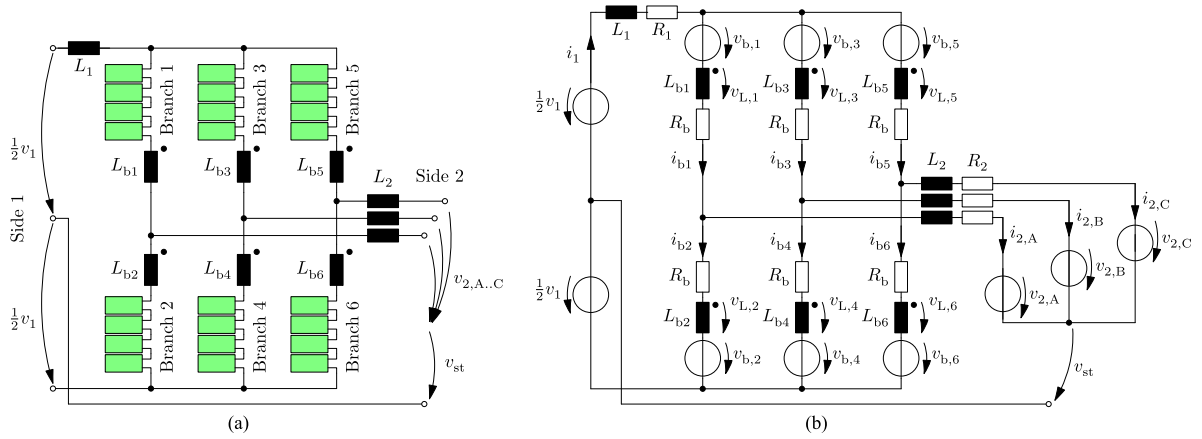 L1
Branch 1
Branch 3
Branch 5
½v1
Lb1
Lb3
Lb5
L2
Side 2
Side 1
Lb2
Lb4
Lb6
v2,A..C
½v1
Branch 2
Branch 4
Branch 6
vst
(a)
L1
R1
i1
vb,1
vb,3
vb,5
Lb1
vL,1
Lb3
vL,3
Lb5
vL,5
½v1
Rb
Rb
Rb
ib1
ib3
ib5
L2
R2
i2,C
i2,B
i2,A
ib2
ib4
ib6
v2,C
v2,B
v2,A
½v1
Rb
Rb
Rb
Lb2
vL,2
Lb4
vL,4
Lb6
vL,6
vb,2
vb,4
vb,6
vst
(b)